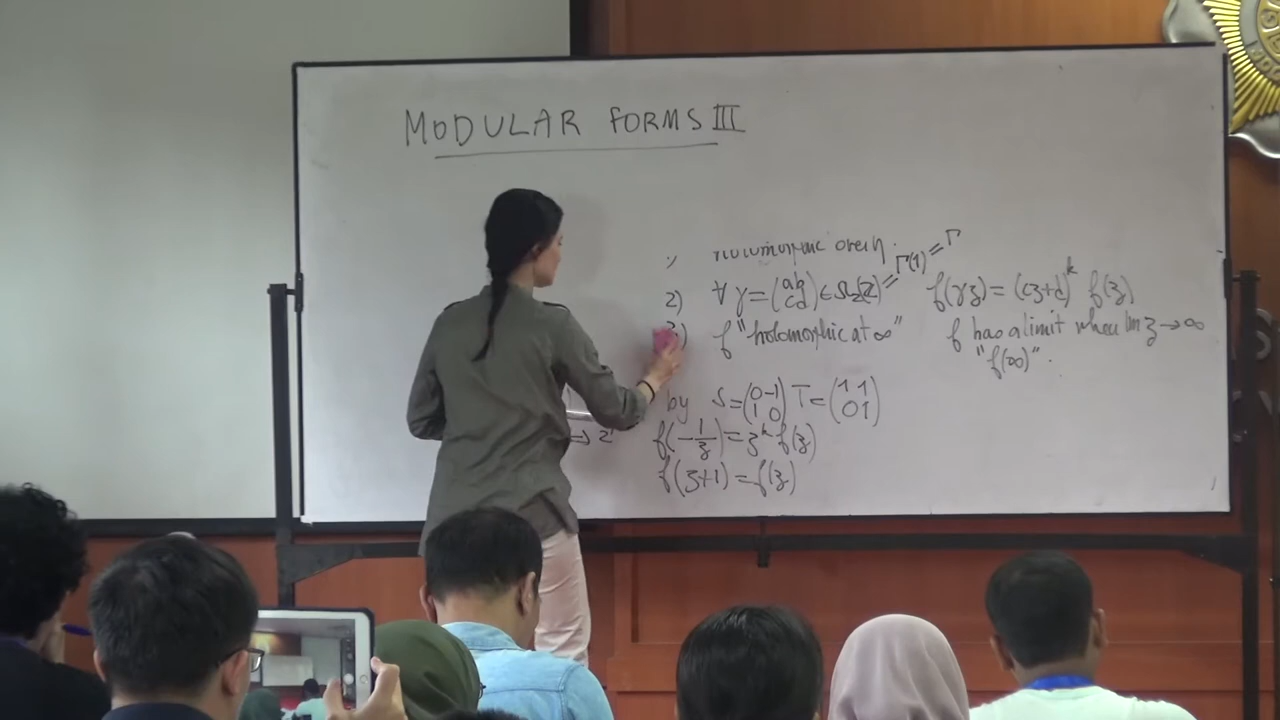 MODULAR FORMS III
holomorphic over η.
2) ∀ γ = (a b c d) ∈ SL₂(ℤ) = Γ(1) = Γ f(γz) = (cz+d)^k f(z)
3) f "holomorphic at ∞" f has a limit when Im z → ∞
"f(∞)".
by S = (0 -1 1 0) T = (1 1 0 1)
f(-1/z) = z^k f(z)
f(z+1) = f(z)